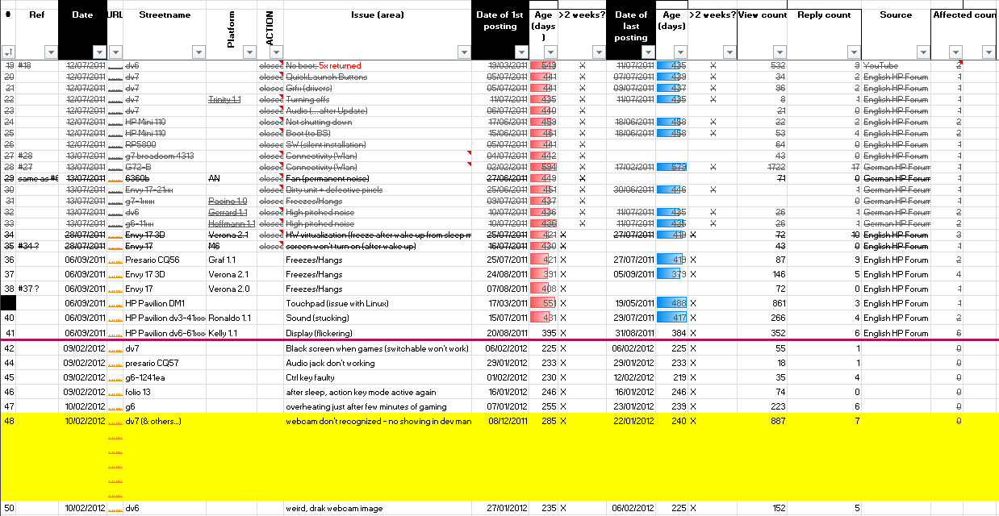 # Ref Date URL Streetname Platform ACTION Issue (area) Date of 1st posting Age (days) >2 weeks? Date of last posting Age (days) >2 weeks? View count Reply count Source Affected coun
19 #18 12/07/2011 dv6 closed No boot; 5x returned 19/03/2011 549 X 11/07/2011 435 X 532 9 YouTube 2
20 12/07/2011 dv7 closed QuickLaunch Buttons 05/07/2011 441 X 07/07/2011 439 X 34 2 English HP Forum 1
21 12/07/2011 dv7 closed Grfx (drivers) 05/07/2011 441 X 09/07/2011 437 X 96 2 English HP Forum 1
22 12/07/2011 dv7 Trinity 1.1 closed Turning offs 11/07/2011 435 X 11/07/2011 435 X 8 1 English HP Forum 1
23 12/07/2011 dv7 closed Audio (... after Update) 06/07/2011 440 X 21 0 English HP Forum 1
24 12/07/2011 HP Mini 110 closed Not shutting down 17/06/2011 459 X 18/06/2011 458 X 22 2 English HP Forum 2
25 12/07/2011 HP Mini 110 closed Boot (to BS) 15/06/2011 461 X 18/06/2011 458 X 53 4 English HP Forum 2
26 12/07/2011 RP5800 closed SW (silent installation) 05/07/2011 441 X 64 0 English HP Forum 1
27 #28 13/07/2011 g7 broadcom 4313 closed Connectivity (Wlan) 04/07/2011 442 X 43 0 English HP Forum 1
28 #27 13/07/2011 G72-B closed Connectivity (Wlan) 02/02/2011 594 X 17/02/2011 579 X 1722 17 German HP Forum
29 same as #6 13/07/2011 6360b AN closed Fan (permanent noise) 27/06/2011 449 X 71 0 German HP Forum 1
30 13/07/2011 Envy 17-21xx closed Dirty unit + defective pixels 25/06/2011 451 X 30/06/2011 446 X German HP Forum 1
31 13/07/2011 g7-1xxx Pacino 1.0 closed Freezes/Hangs 09/07/2011 437 X German HP Forum 1
32 13/07/2011 dv6 Gerrard 1.1 closed High pitched noise 10/07/2011 436 X 11/07/2011 435 X 26 1 German HP Forum 2
33 13/07/2011 g6-11xx Hoffmann 1.1 closed High pitched noise 10/07/2011 436 X 11/07/2011 435 X 26 1 German HP Forum 2
34 28/07/2011 Envy 17 3D Verona 2.1 closed HW virtualization (freeze after wake up from sleep m 25/07/2011 421 X 27/07/2011 419 X 72 10 English HP Forum 3
35 #34 ? 28/07/2011 Envy 17 M6 closed screen won't turn on (after wake up) 16/07/2011 430 X 43 0 English HP Forum 1
36 06/09/2011 Presario CQ56 Graf 1.1 Freezes/Hangs 25/07/2011 421 X 27/07/2011 419 X 87 9 English HP Forum 2
37 06/09/2011 Envy 17 3D Verona 2.1 Freezes/Hangs 24/08/2011 391 X 05/09/2011 379 X 146 5 English HP Forum 4
38 #37 ? 06/09/2011 Envy 17 Verona 2.0 Freezes/Hangs 07/08/2011 408 X 72 0 English HP Forum 1
06/09/2011 HP Pavilion DM1 Touchpad (issue with Linux) 17/03/2011 551 X 19/05/2011 488 X 861 3 English HP Forum 1
40 06/09/2011 HP Pavilion dv3-41xxx Ronaldo 1.1 Sound (stucking) 15/07/2011 431 X 29/07/2011 417 X 266 4 English HP Forum 2
41 06/09/2011 HP Pavilion dv6-61xxx Kelly 1.1 Display (flickering) 20/08/2011 395 X 31/08/2011 384 X 352 6 English HP Forum 6
42 09/02/2012 dv7 Black screen when games (switchable won't work) 06/02/2012 225 X 06/02/2012 225 X 55 1 0
44 09/02/2012 presario CQ57 Audio jack don't working 29/01/2012 233 X 29/01/2012 233 X 18 1 0
45 09/02/2012 g6-1241ea Ctrl key faulty 01/02/2012 230 X 12/02/2012 219 X 35 4 0
46 09/02/2012 folio 13 after sleep, action key mode active again 16/01/2012 246 X 16/01/2012 246 X 74 0 0
47 10/02/2012 g6 overheating just after few minutes of gaming 07/01/2012 255 X 23/01/2012 239 X 223 6 0
48 10/02/2012 dv7 (& others...) webcam don't recognized - no showing in dev man 08/12/2011 285 X 22/01/2012 240 X 887 7 0
50 10/02/2012 dv6 weird, drak webcam image 27/01/2012 235 X 06/02/2012 225 X 152 5